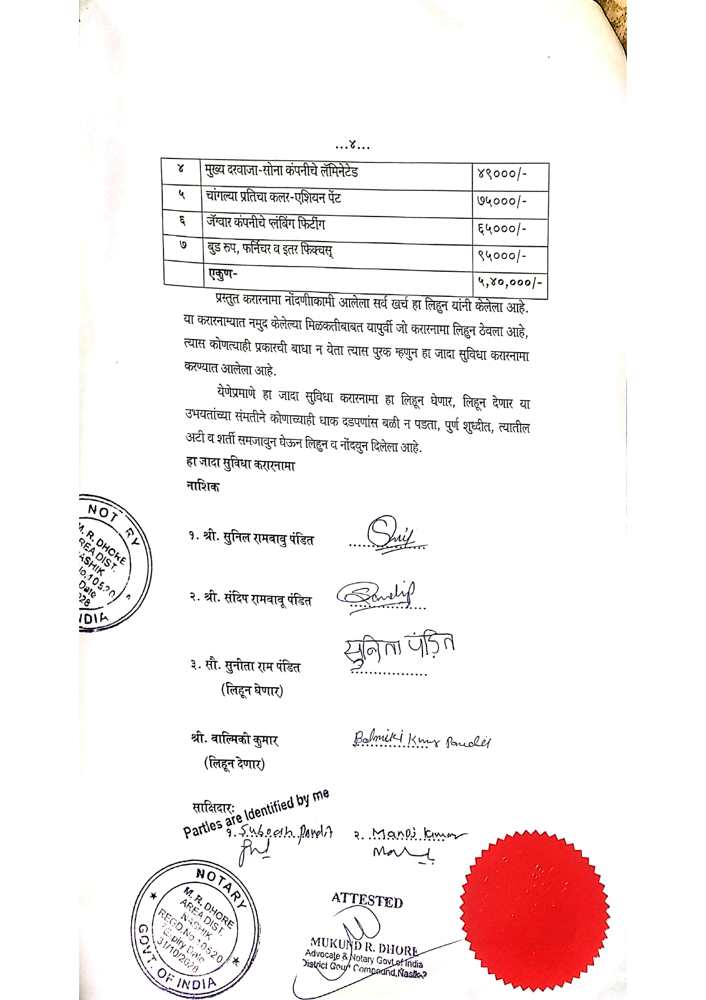 ...४...
४ मुख्य दरवाजा-सोना कंपनीचे लॅमिनेटेड ४९०००/-
५ चांगल्या प्रतिचा कलर-एशियन पेंट ७५०००/-
६ जॅग्वार कंपनीचे प्लंबिंग फिटींग ६५०००/-
७ बुड रुप, फर्निचर व इतर फिक्चस् ९५०००/-
एकुण- ५,४०,०००/-
प्रस्तुत करारनामा नोंदणीाकामी आलेला सर्व खर्च हा लिहुन यांनी केलेला आहे.
या करारनाम्यात नमुद केलेल्या मिळकतीबाबत यापुर्वी जो करारनामा लिहुन ठेवला आहे,
त्यास कोणत्याही प्रकारची बाधा न येता त्यास पुरक म्हणुन हा जादा सुविधा करारनामा
करण्यात आलेला आहे.
येणेप्रमाणे हा जादा सुविधा करारनामा हा लिहून घेणार, लिहून देणार या
उभयतांच्या संमतीने कोणाच्याही धाक दडपणांस बळी न पडता, पुर्ण शुध्दीत, त्यातील
अटी व शर्ती समजावुन घेऊन लिहुन व नोंदवुन दिलेला आहे.
हा जादा सुविधा करारनामा
नाशिक
NOT RY
M. R. DHORE
REA DIST.
NASHIK
No.10520
Date
028
INDIA
१. श्री. सुनिल रामबाबु पंडित ..............
२. श्री. संदिप रामबाबू पंडित Sandip
सुनिता पंडित
३. सौ. सुनीता राम पंडित ..............
(लिहून घेणार)
श्री. वाल्मिकी कुमार Balmiki Kumar Pandit
(लिहून देणार)
साक्षिदारः
Parties are Identified by me
१. Subodh Pandit २. Manoj Kumar
NOTARY
M. R. DHORE
AREA DIST.
NASHIK
REGD.No.10520
Expiry Date
31/10/2028
GOVT. OF INDIA
ATTESTED
MUKUND R. DHORE
Advocate & Notary Govt.of India
District Court Compound,Nasik-2